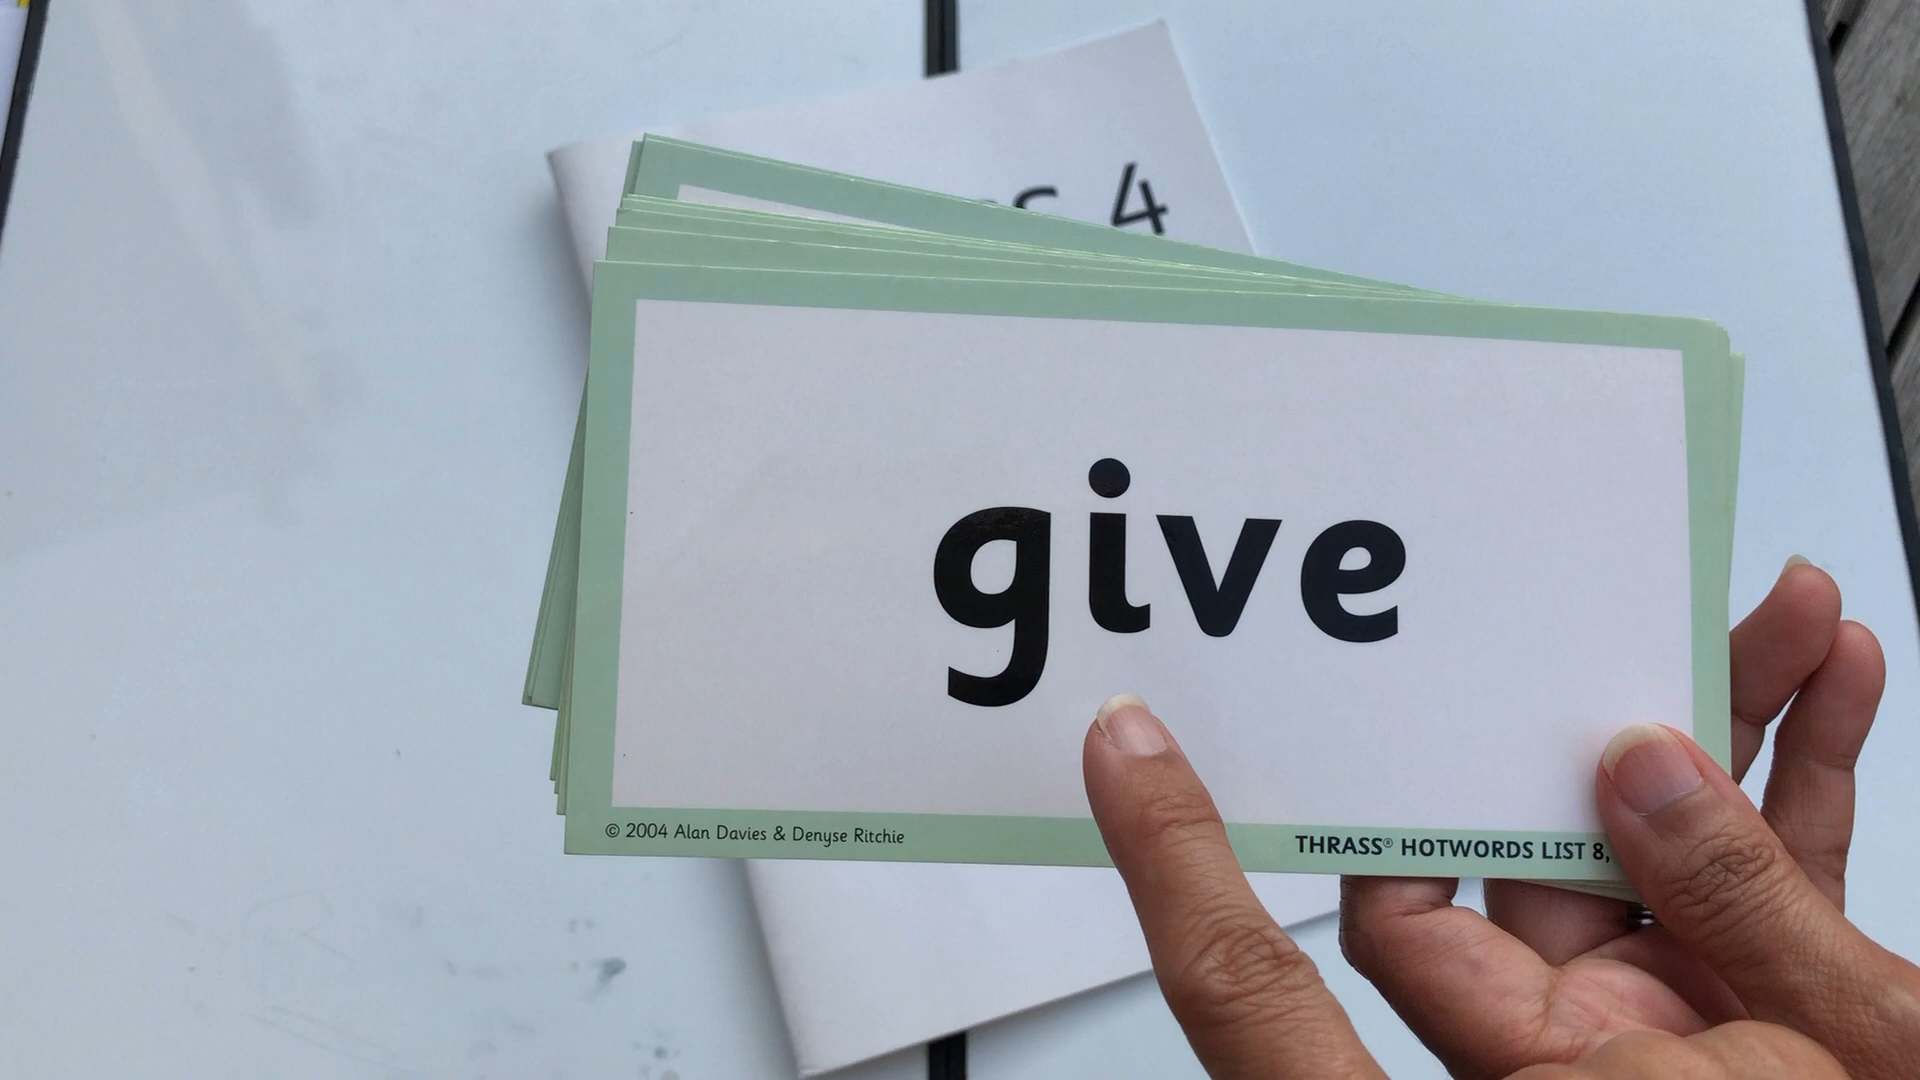 4
give
© 2004 Alan Davies & Denyse Ritchie
THRASS® HOTWORDS LIST 8,